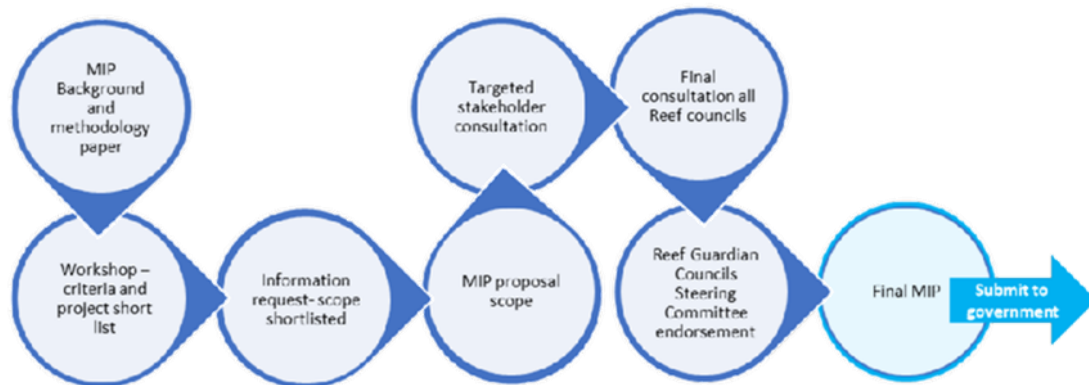 MIP
Background
and
methodology
paper
Workshop –
criteria and
project short
list
Information
request- scope
shortlisted
MIP proposal
scope
Targeted
stakeholder
consultation
Final
consultation all
Reef councils
Reef Guardian
Councils
Steering
Committee
endorsement
Final MIP
Submit to
government